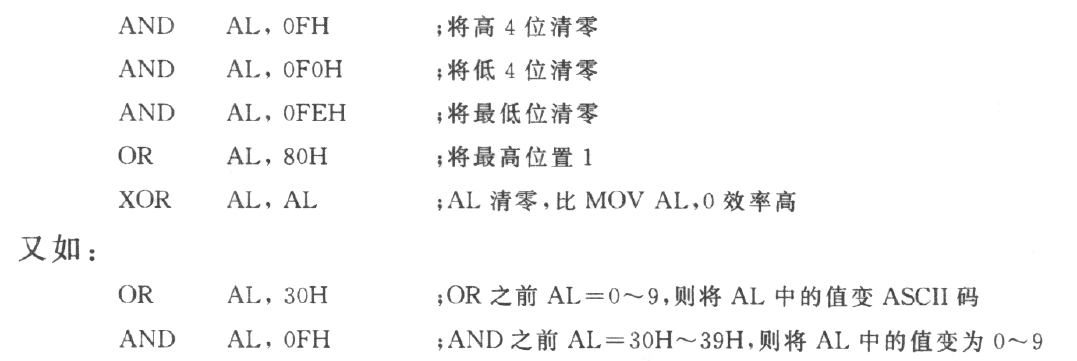 AND AL, 0FH ;将高 4 位清零
AND AL, 0F0H ;将低 4 位清零
AND AL, 0FEH ;将最低位清零
OR AL, 80H ;将最高位置 1
XOR AL, AL ;AL 清零,比 MOV AL,0 效率高
又如:
OR AL, 30H ;OR 之前 AL=0~9,则将 AL 中的值变 ASCII 码
AND AL, 0FH ;AND 之前 AL=30H~39H,则将 AL 中的值变为 0~9